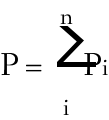 n
P = ∑Pi
i